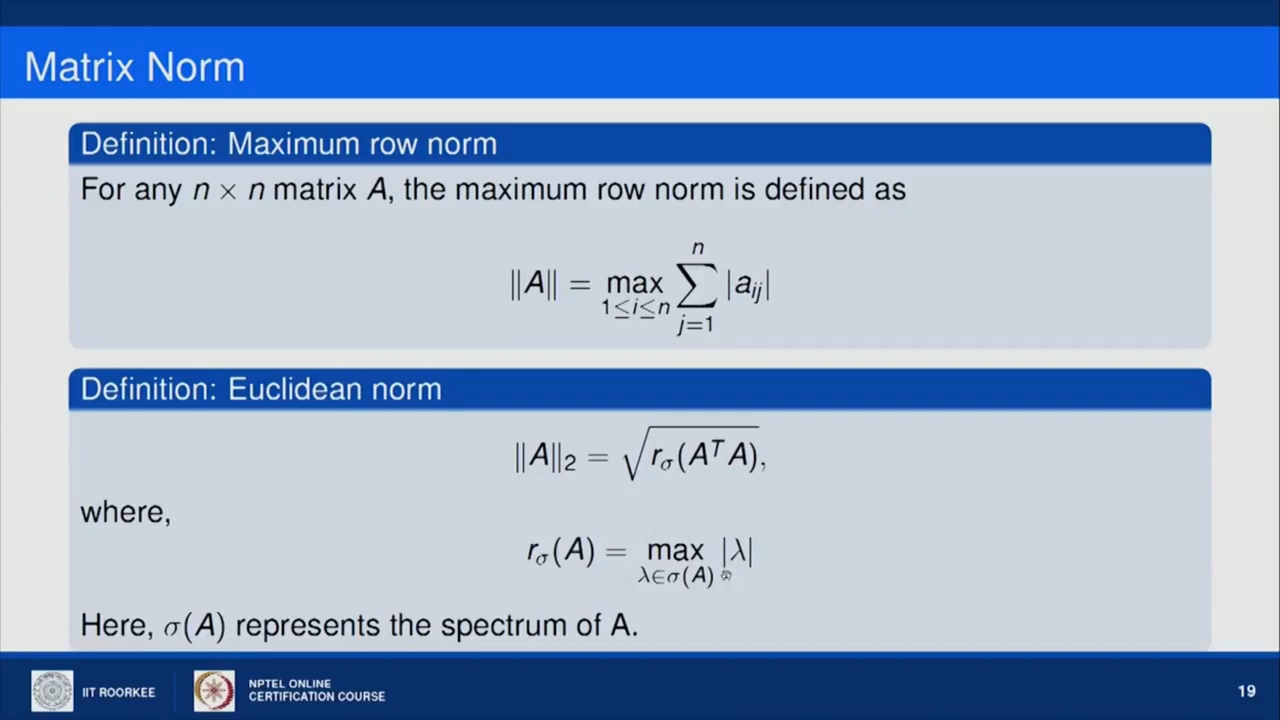 Matrix Norm
Definition: Maximum row norm
For any n × n matrix A, the maximum row norm is defined as
‖A‖ = max_{1≤i≤n} ∑_{j=1}^{n} |a_{ij}|
Definition: Euclidean norm
‖A‖₂ = √(r_σ(A^T A)),
where,
r_σ(A) = max_{λ∈σ(A)} |λ|
Here, σ(A) represents the spectrum of A.
IIT ROORKEE
NPTEL ONLINE
CERTIFICATION COURSE
19